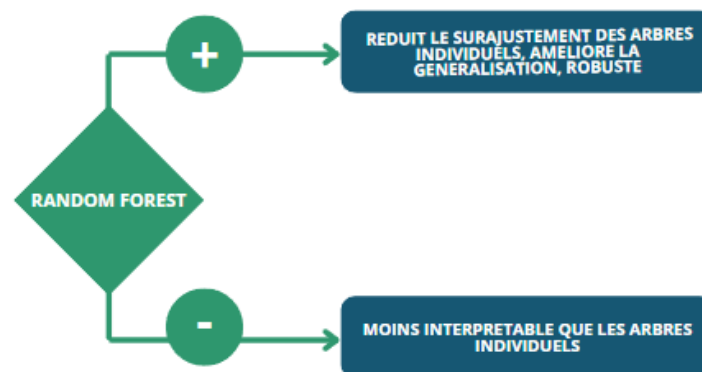 +
REDUIT LE SURAJUSTEMENT DES ARBRES
INDIVIDUELS, AMELIORE LA
GENERALISATION, ROBUSTE
RANDOM FOREST
-
MOINS INTERPRETABLE QUE LES ARBRES
INDIVIDUELS